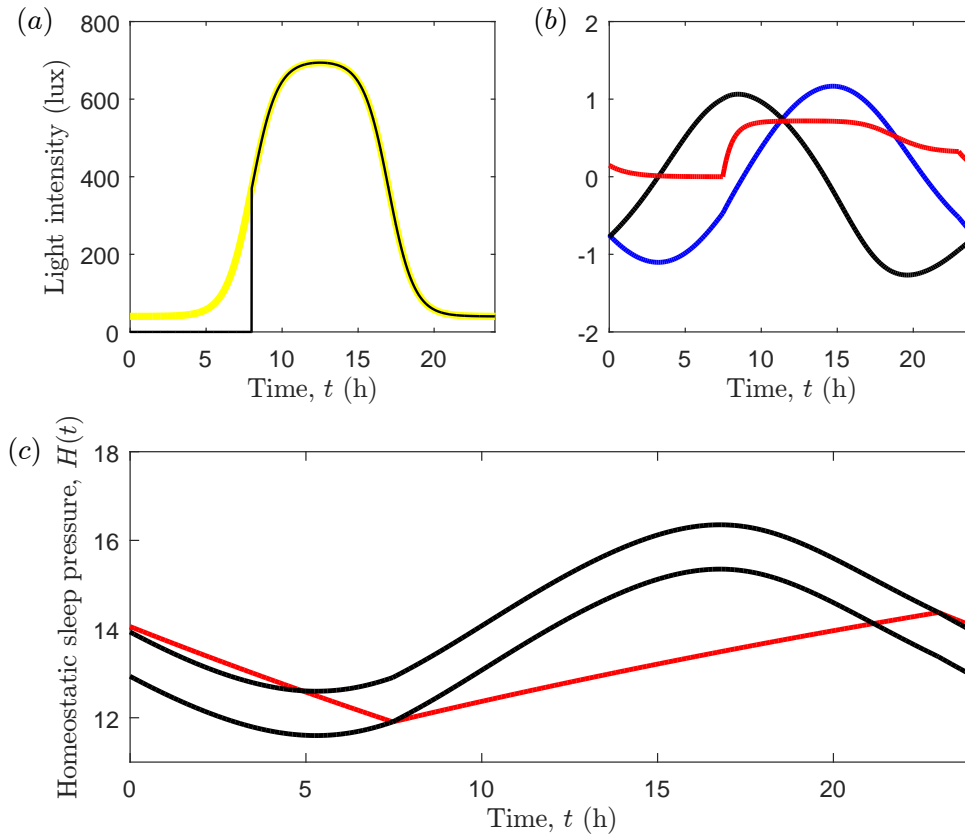 (a)
800
600
400
200
0
Light intensity (lux)
0 5 10 15 20
Time, t (h)
(b)
2
1
0
-1
-2
0 5 10 15 20
Time, t (h)
(c)
18
16
14
12
Homeostatic sleep pressure, H(t)
0 5 10 15 20
Time, t (h)